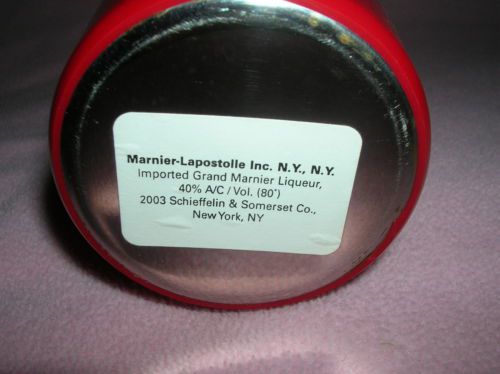 Marnier-Lapostolle Inc. N.Y., N.Y.
Imported Grand Marnier Liqueur,
40% A/C / Vol. (80°)
2003 Schieffelin & Somerset Co.,
New York, NY